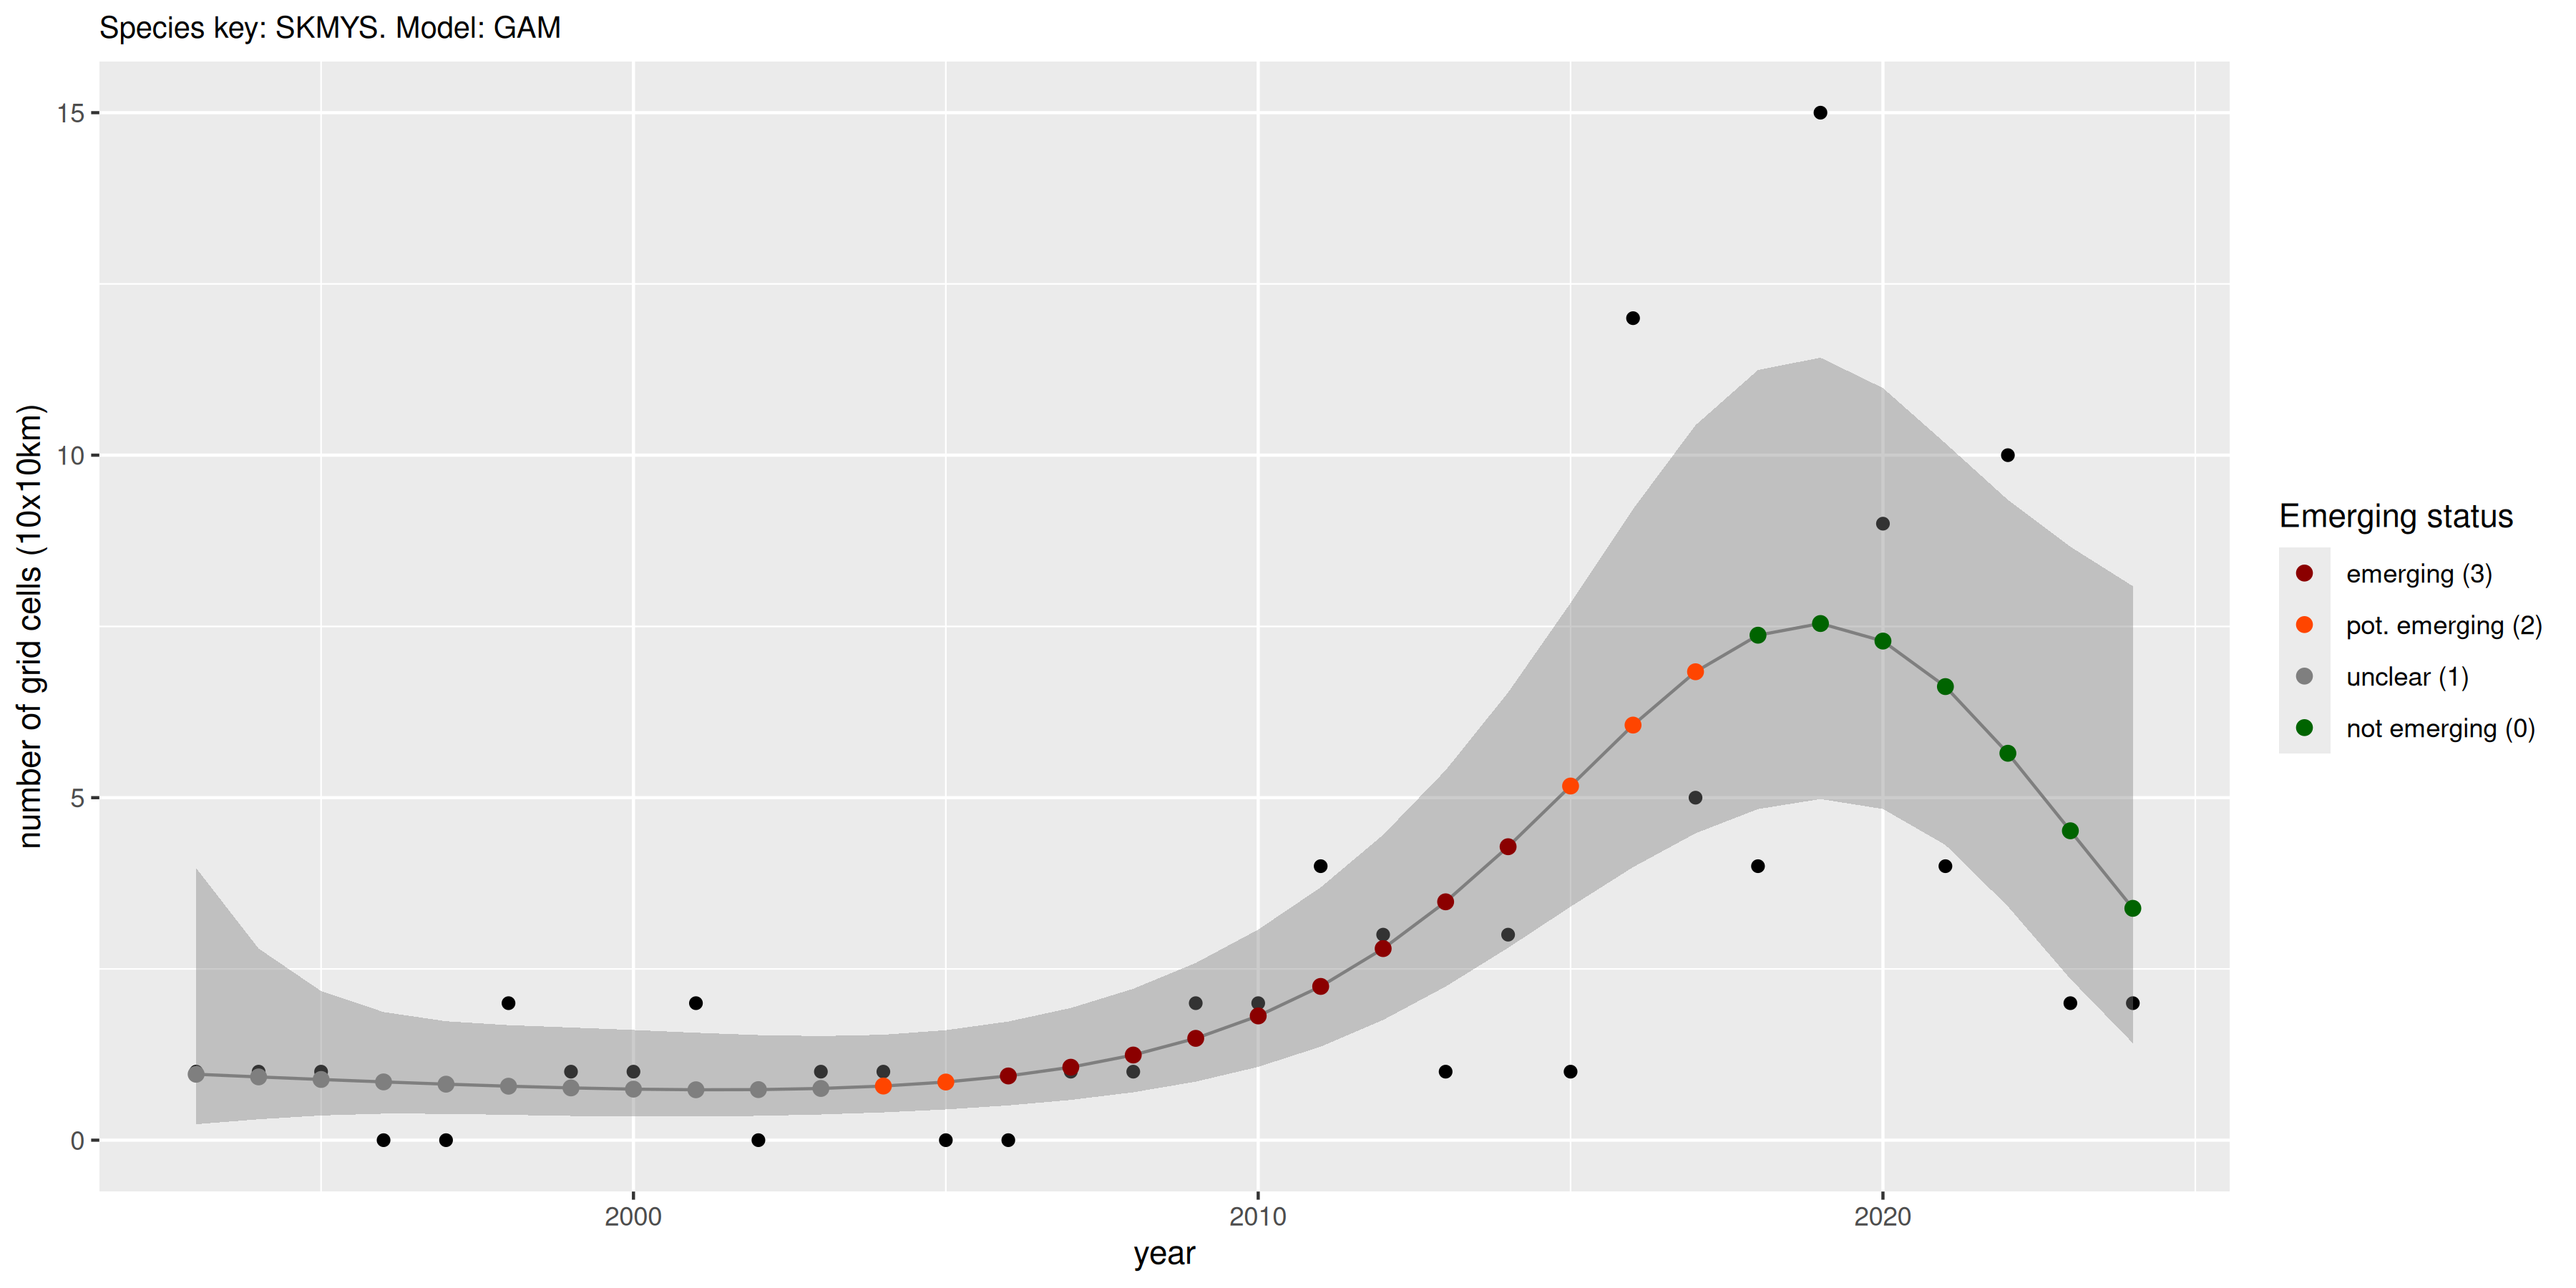 Species key: SKMYS. Model: GAM
15
10
5
0
number of grid cells (10x10km)
2000
2010
2020
year
Emerging status
emerging (3)
pot. emerging (2)
unclear (1)
not emerging (0)